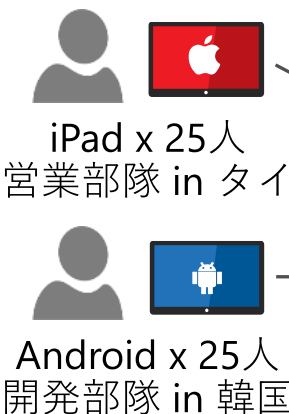 iPad x 25人
営業部隊 in タイ
Android x 25人
開発部隊 in 韓国